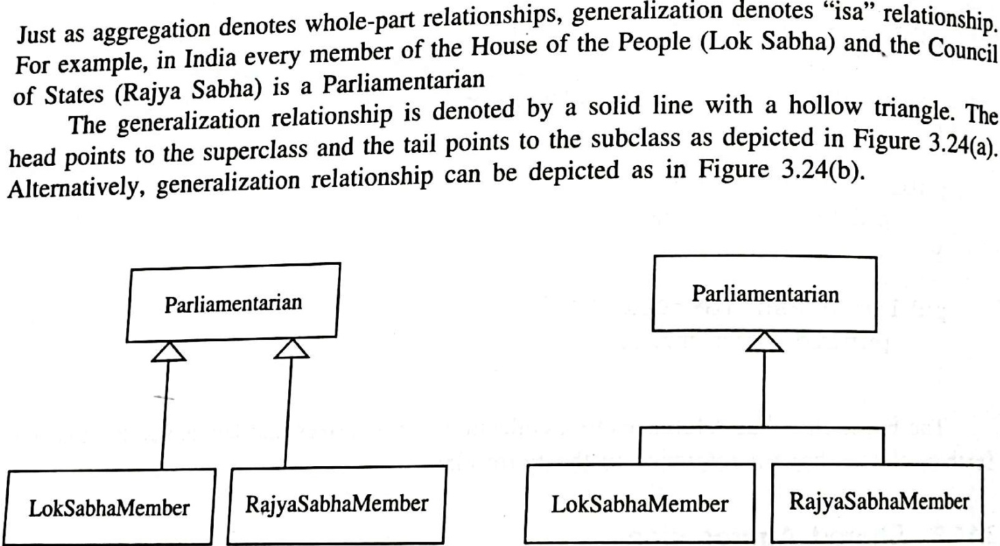 Just as aggregation denotes whole-part relationships, generalization denotes “isa” relationship.
For example, in India every member of the House of the People (Lok Sabha) and the Council
of States (Rajya Sabha) is a Parliamentarian
The generalization relationship is denoted by a solid line with a hollow triangle. The
head points to the superclass and the tail points to the subclass as depicted in Figure 3.24(a).
Alternatively, generalization relationship can be depicted as in Figure 3.24(b).
Parliamentarian
Parliamentarian
LokSabhaMember
RajyaSabhaMember
LokSabhaMember
RajyaSabhaMember